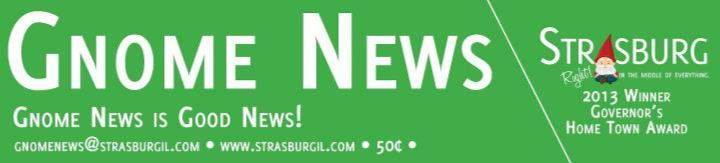 GNOME NEWS
GNOME NEWS IS GOOD NEWS!
GNOMENEWS@STRASBURGIL.COM • WWW.STRASBURGIL.COM • 50¢ •
STRASBURG
Right! IN THE MIDDLE OF EVERYTHING
2013 WINNER
GOVERNOR'S
HOME TOWN AWARD